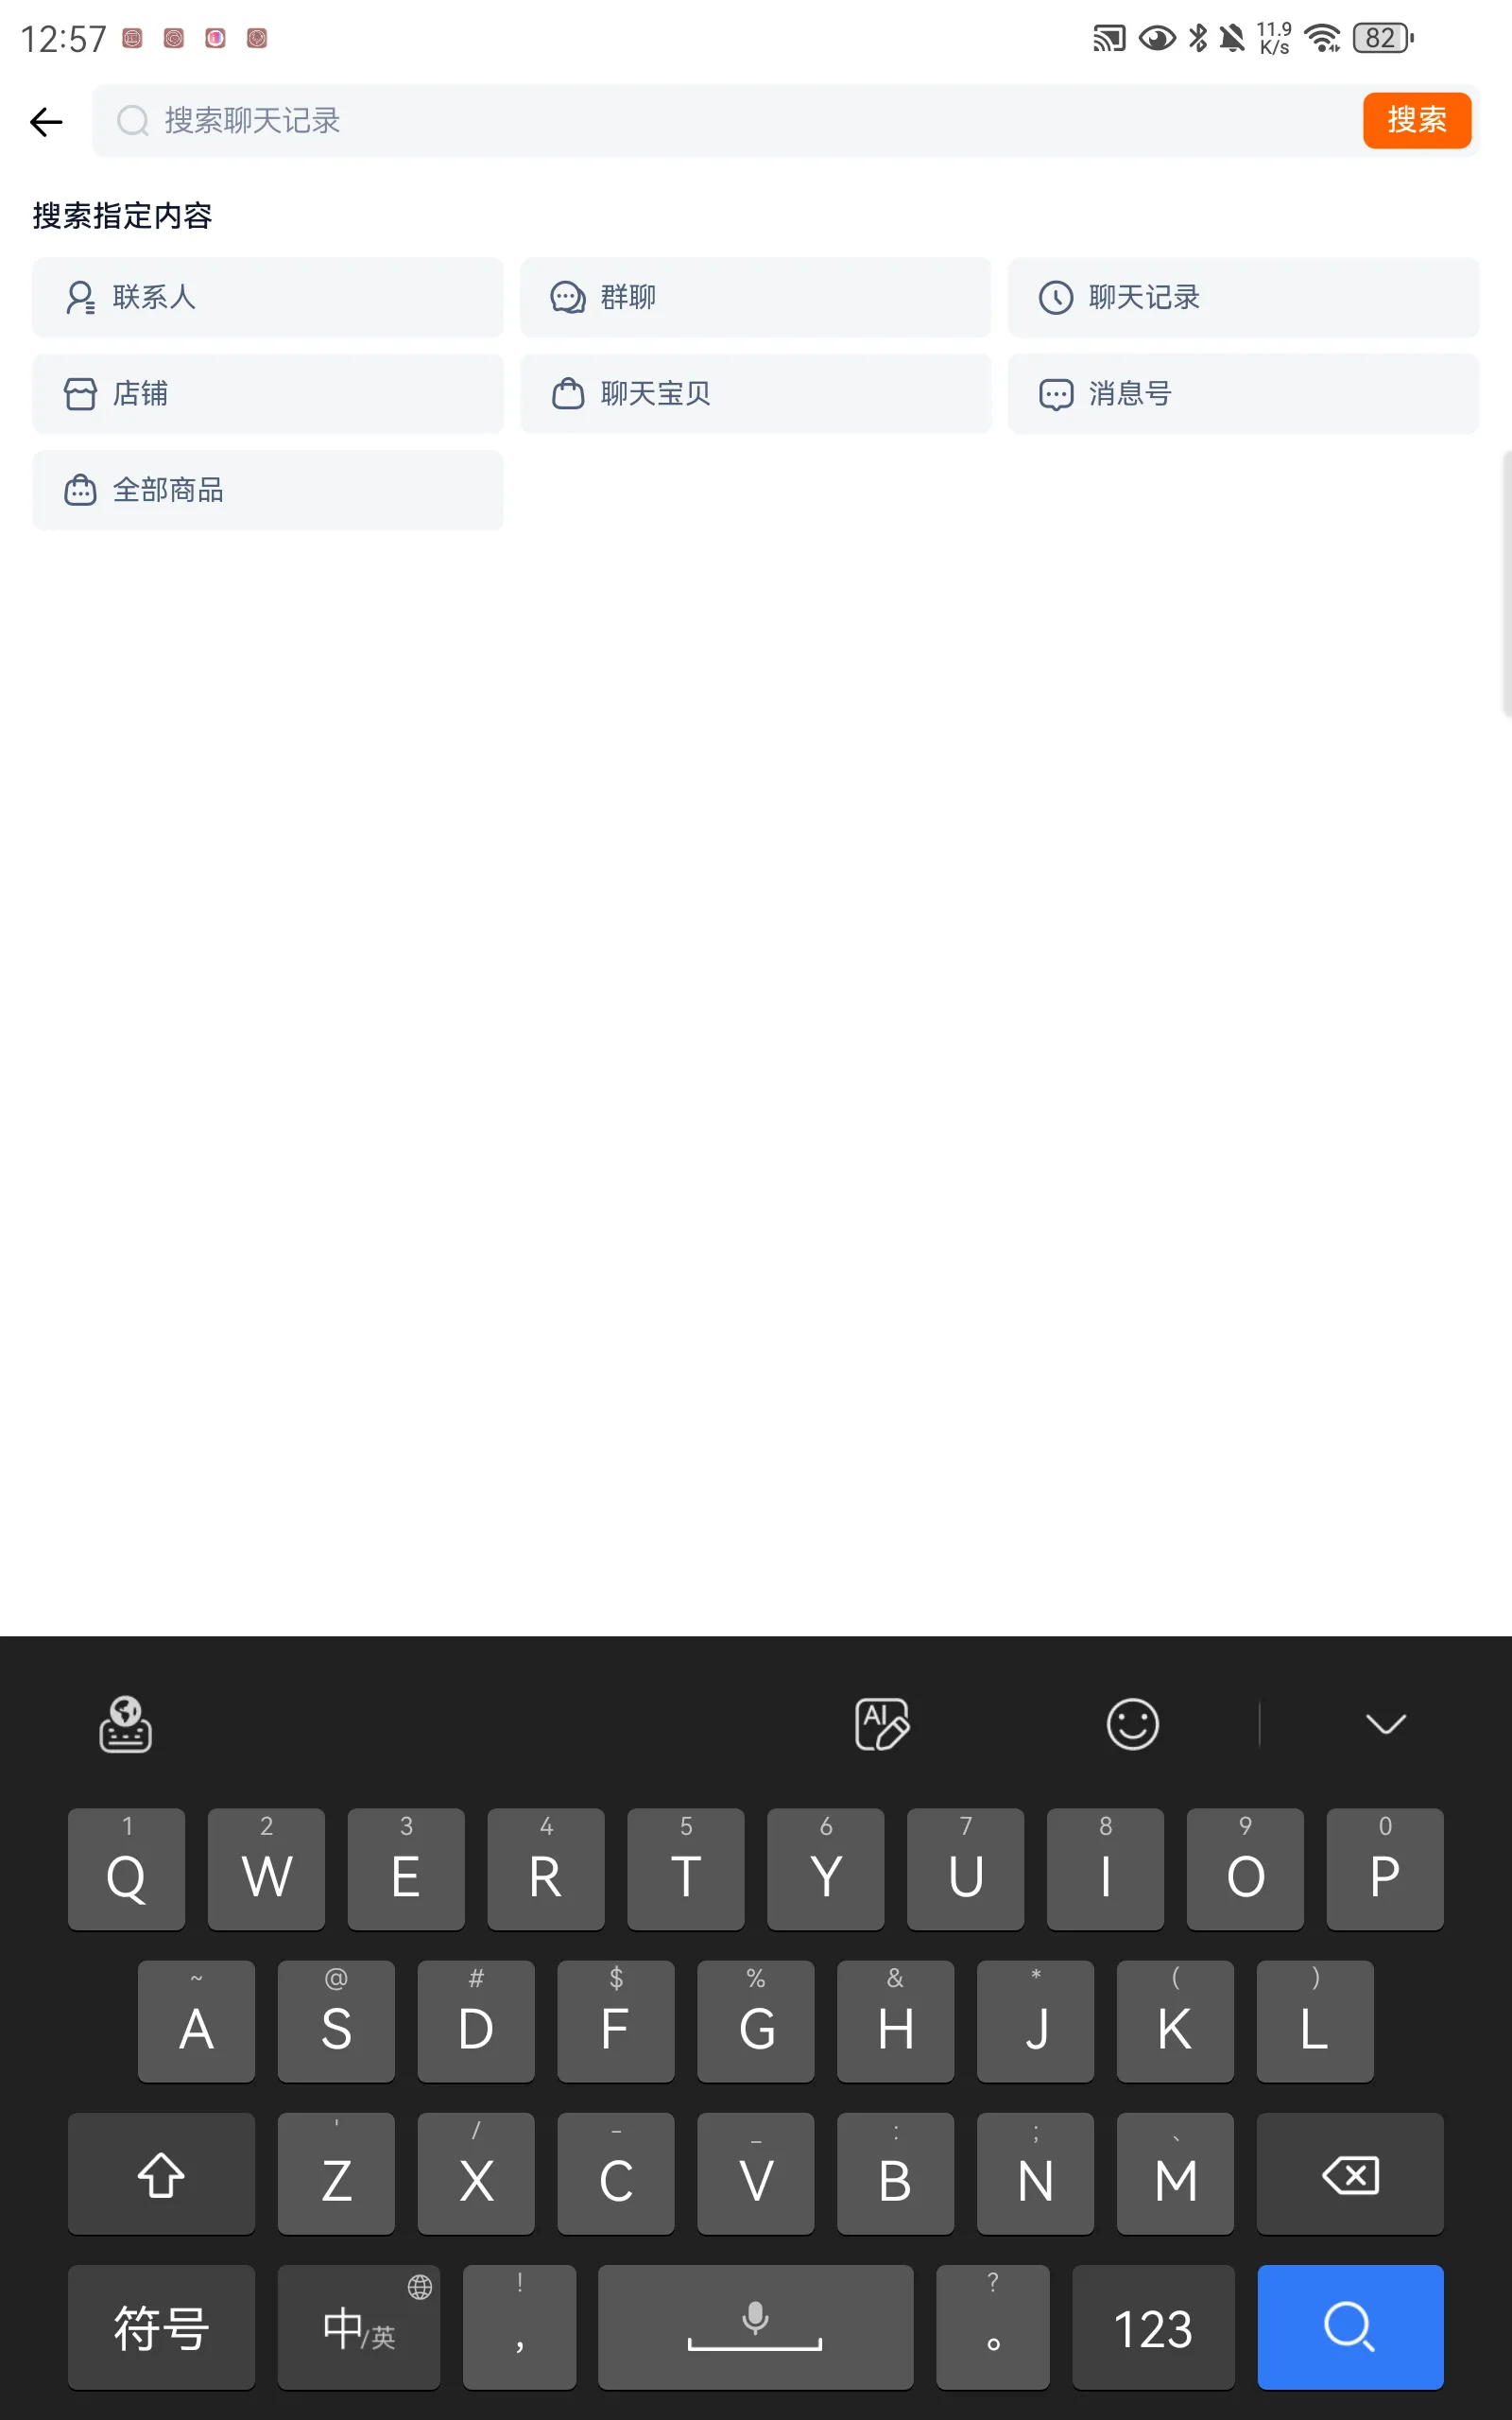 12:57
11.9
K/s
82
搜索聊天记录
搜索
搜索指定内容
联系人
群聊
聊天记录
店铺
聊天宝贝
消息号
全部商品
AI
1 2 3 4 5 6 7 8 9 0
Q W E R T Y U I O P
~ @ # $ % & * ( )
A S D F G H J K L
' / - _ : ; 、
Z X C V B N M
! ?
符号 中/英 , 。 123